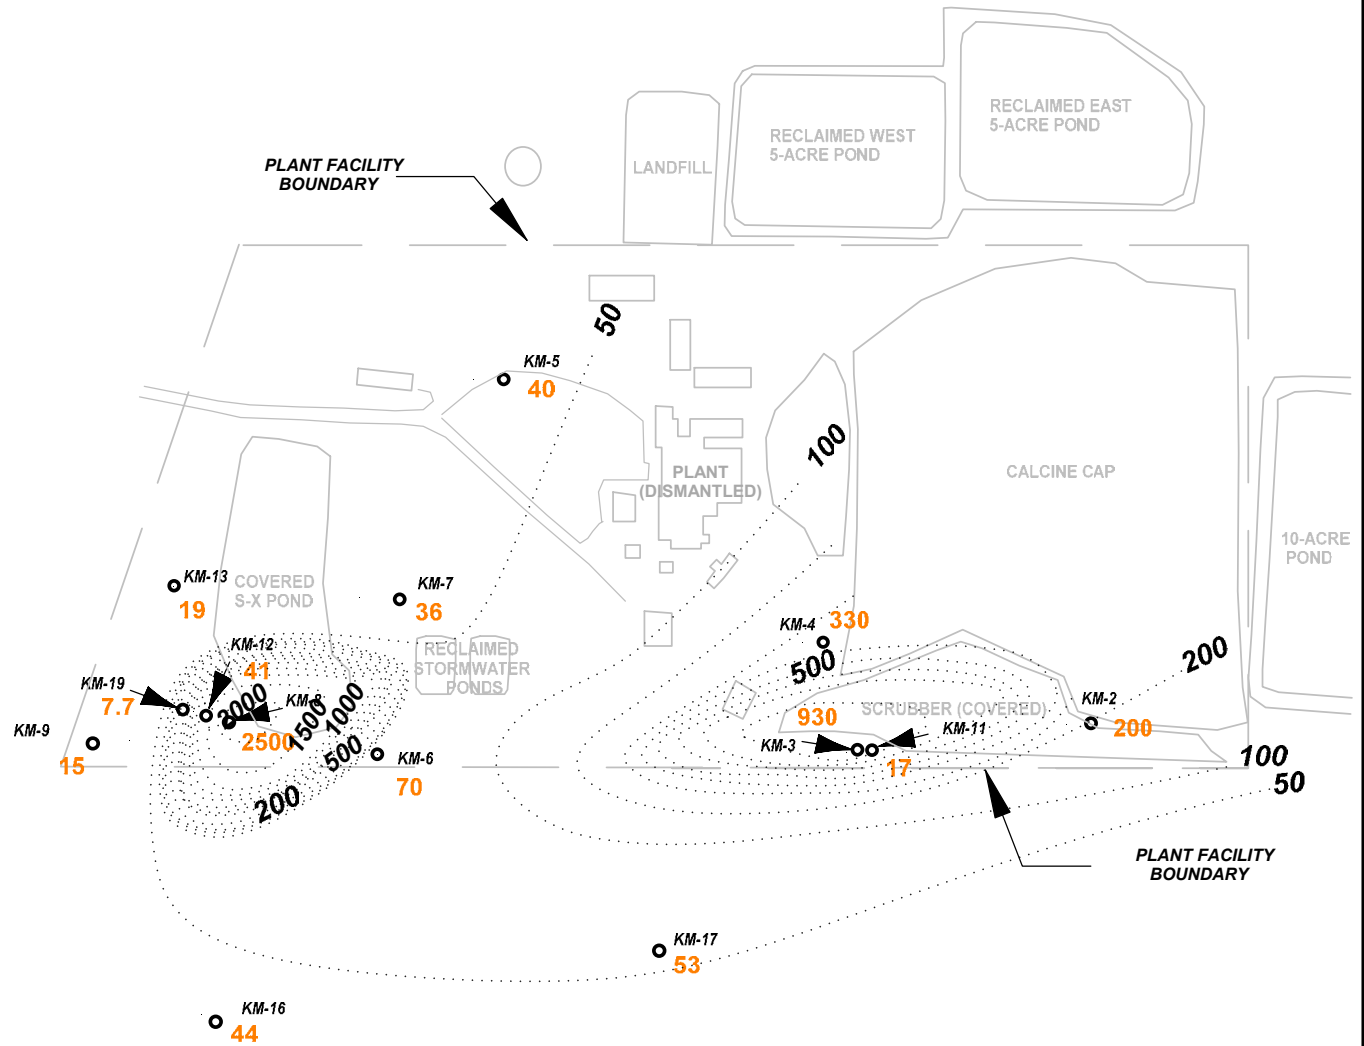 RECLAIMED EAST
5-ACRE POND
RECLAIMED WEST
5-ACRE POND
LANDFILL
PLANT FACILITY
BOUNDARY
50
KM-5
40
100
PLANT
(DISMANTLED)
CALCINE CAP
10-ACRE
POND
KM-13
19
COVERED
S-X POND
KM-7
36
KM-12
41
RECLAIMED
STORMWATER
PONDS
KM-4
330
500
200
KM-19
7.7
2000
KM-8
2500
1500
1000
500
KM-9
15
KM-6
70
200
930
SCRUBBER (COVERED)
KM-3
KM-11
17
KM-2
200
100
50
PLANT FACILITY
BOUNDARY
KM-17
53
KM-16
44